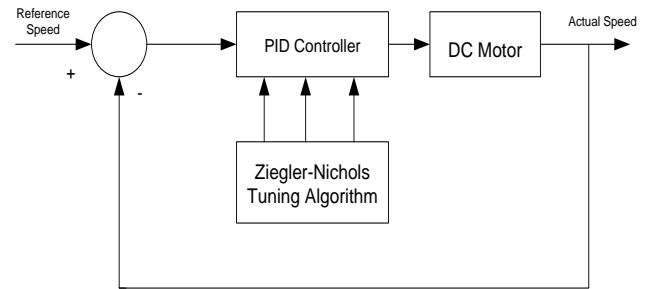 Reference
Speed
Actual Speed
PID Controller
DC Motor
+
-
Ziegler-Nichols
Tuning Algorithm